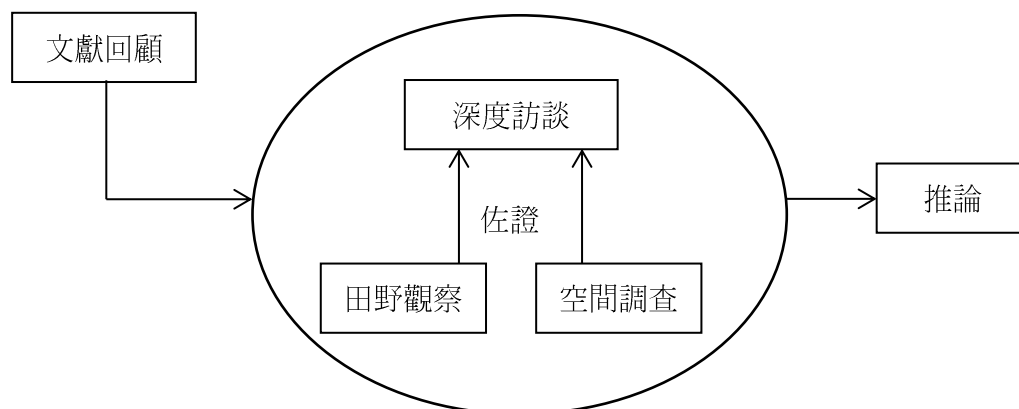 文獻回顧
深度訪談
推論
佐證
田野觀察
空間調查